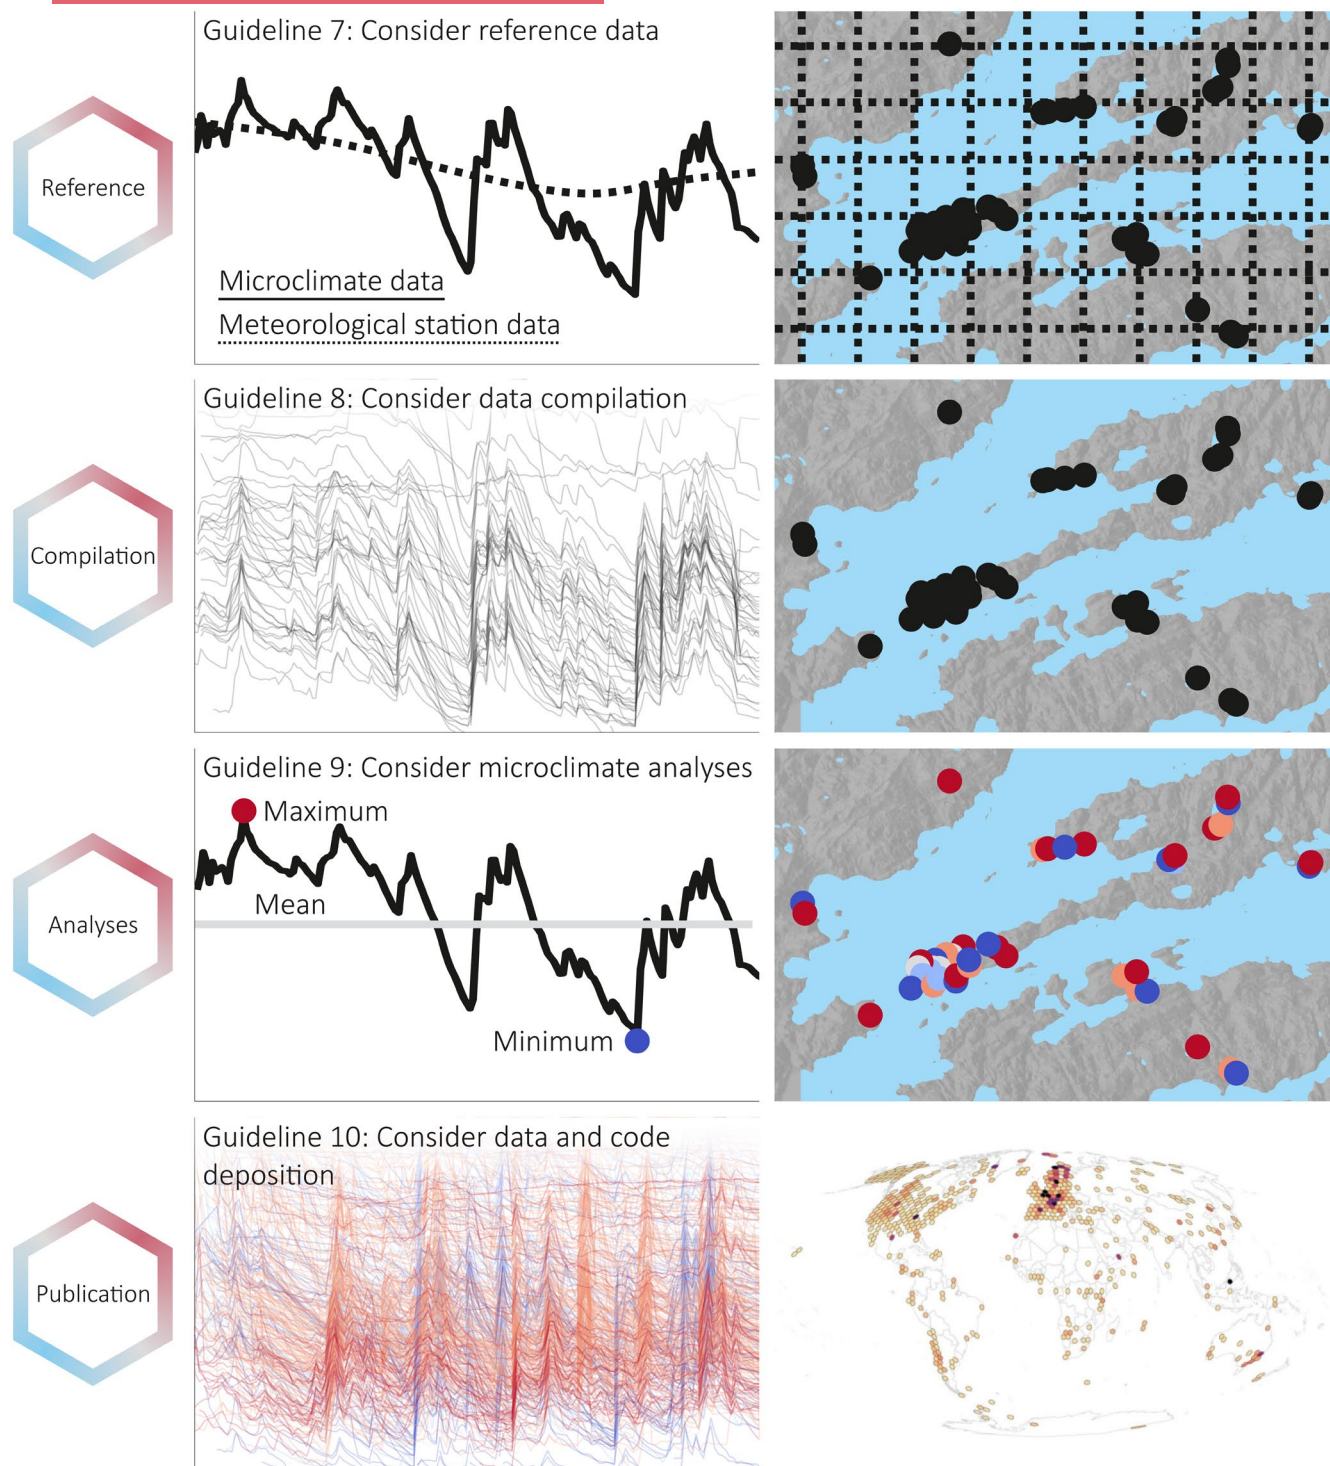 Guideline 7: Consider reference data
Reference
Microclimate data
Meteorological station data
Guideline 8: Consider data compilation
Compilation
Guideline 9: Consider microclimate analyses
Maximum
Mean
Analyses
Minimum
Guideline 10: Consider data and code
deposition
Publication